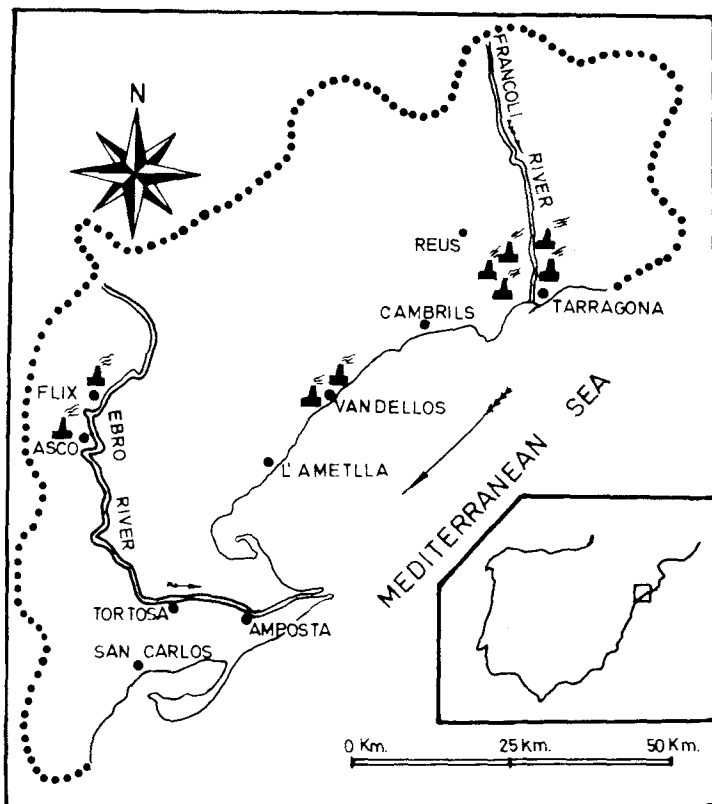 N
FRANCOLI RIVER
REUS
TARRAGONA
CAMBRILS
FLIX
VANDELLOS
ASCO
EBRO RIVER
L'AMETLLA
MEDITERRANEAN SEA
TORTOSA
AMPOSTA
SAN CARLOS
0 Km.
25 Km.
50 Km.